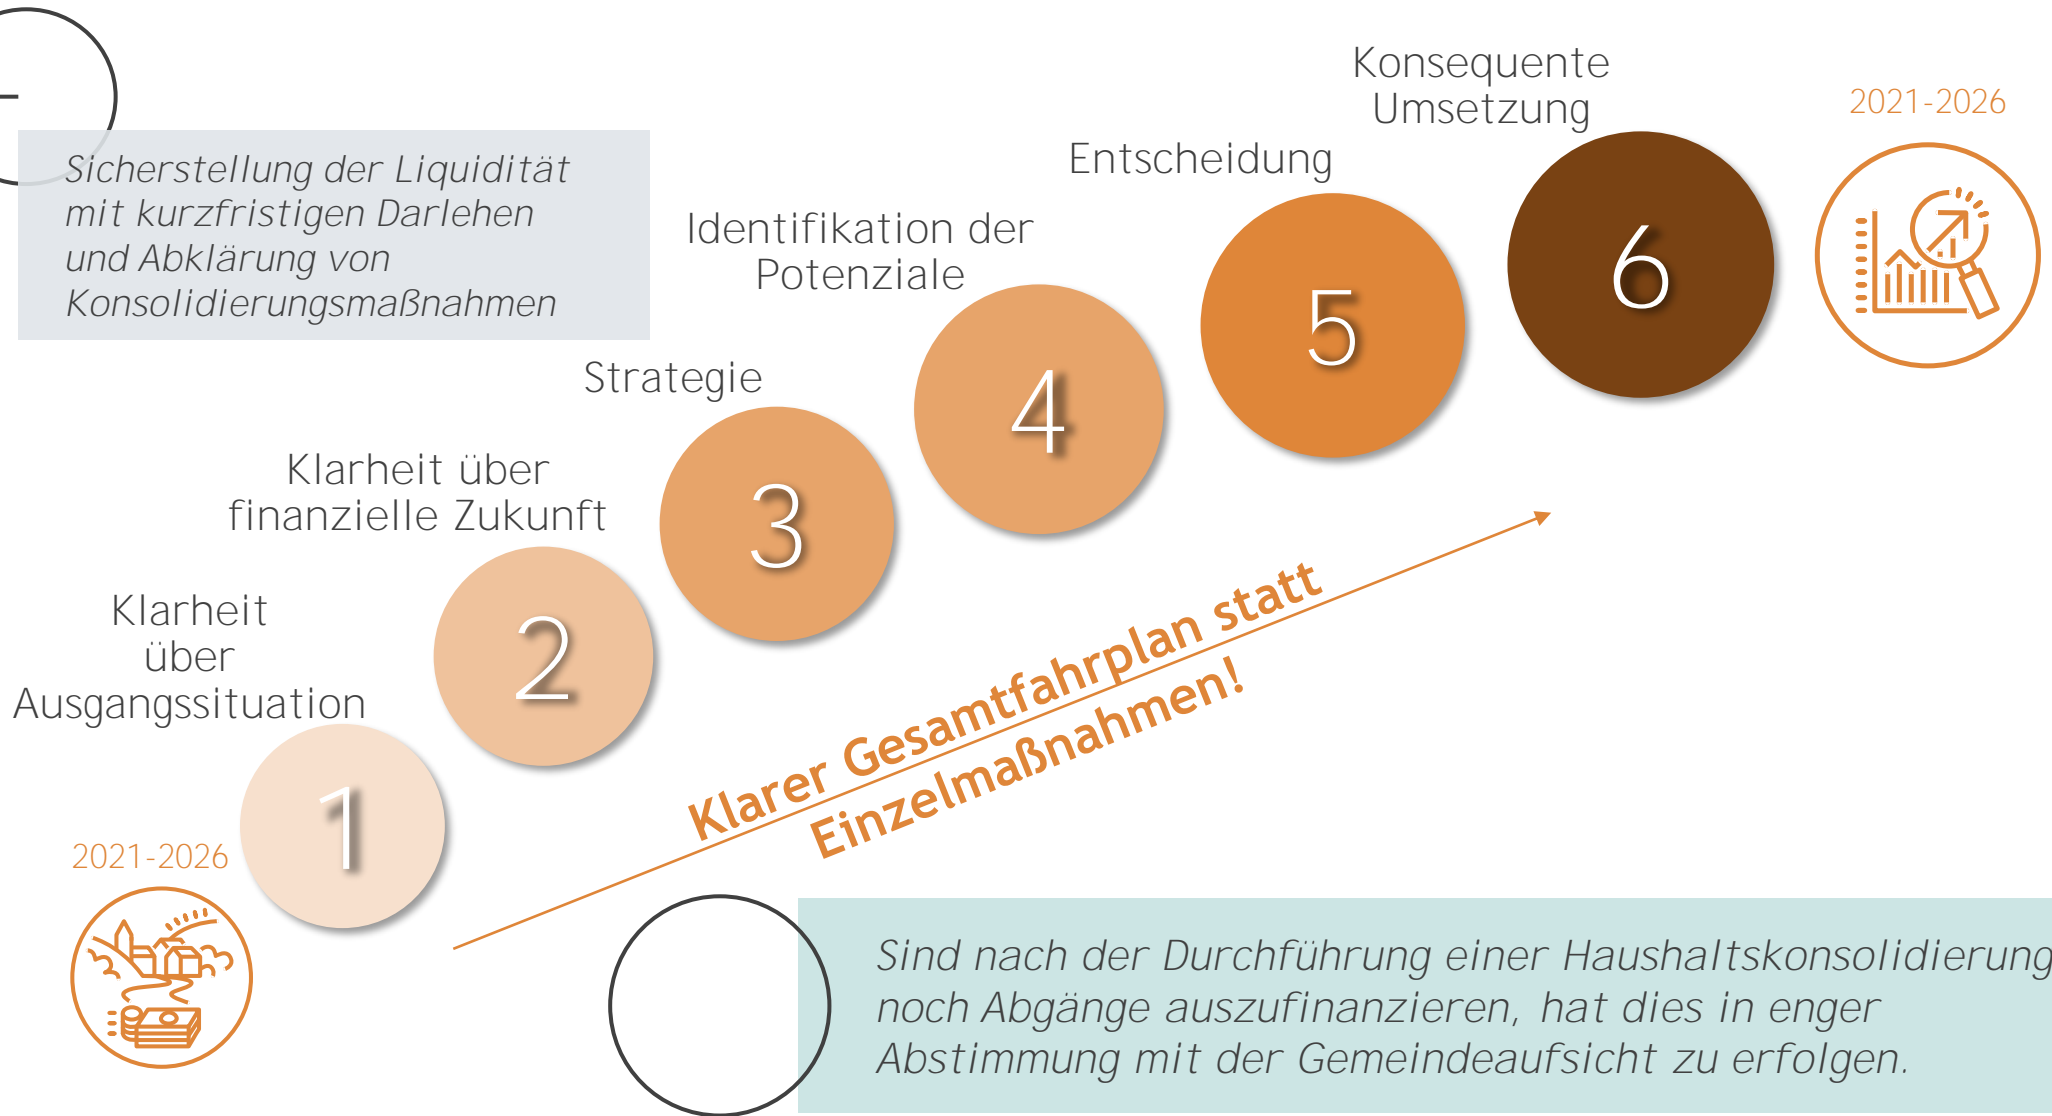 Sicherstellung der Liquidität
mit kurzfristigen Darlehen
und Abklärung von
Konsolidierungsmaßnahmen
Klarheit
über
Ausgangssituation
1
Klarheit über
finanzielle Zukunft
2
Strategie
3
Identifikation der
Potenziale
4
Entscheidung
5
Konsequente
Umsetzung
6
2021-2026
2021-2026
Klarer Gesamtfahrplan statt
Einzelmaßnahmen!
Sind nach der Durchführung einer Haushaltskonsolidierung
noch Abgänge auszufinanzieren, hat dies in enger
Abstimmung mit der Gemeindeaufsicht zu erfolgen.